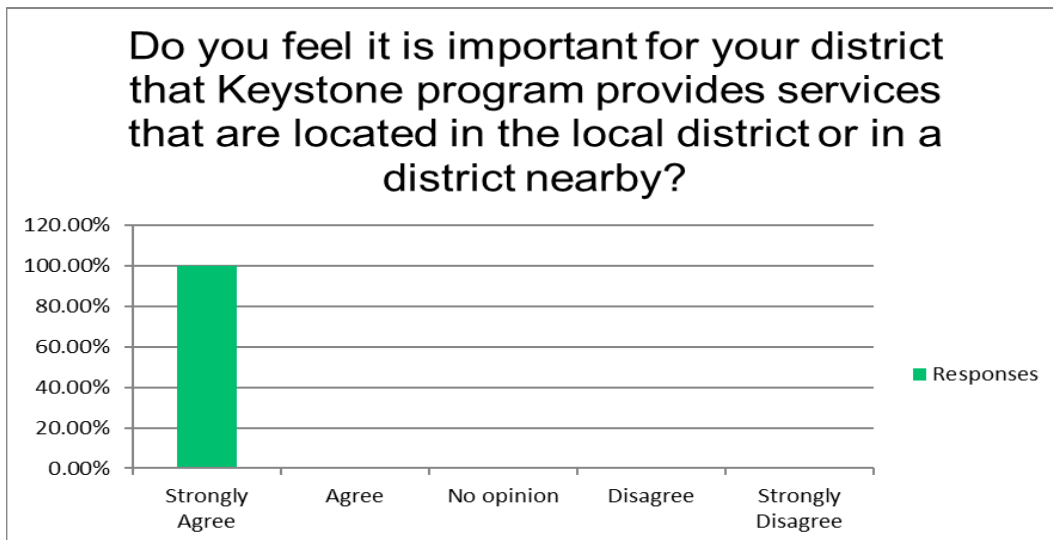 Do you feel it is important for your district
that Keystone program provides services
that are located in the local district or in a
district nearby?
120.00%
100.00%
80.00%
60.00%
40.00%
20.00%
0.00%
Strongly
Agree
Agree
No opinion
Disagree
Strongly
Disagree
Responses